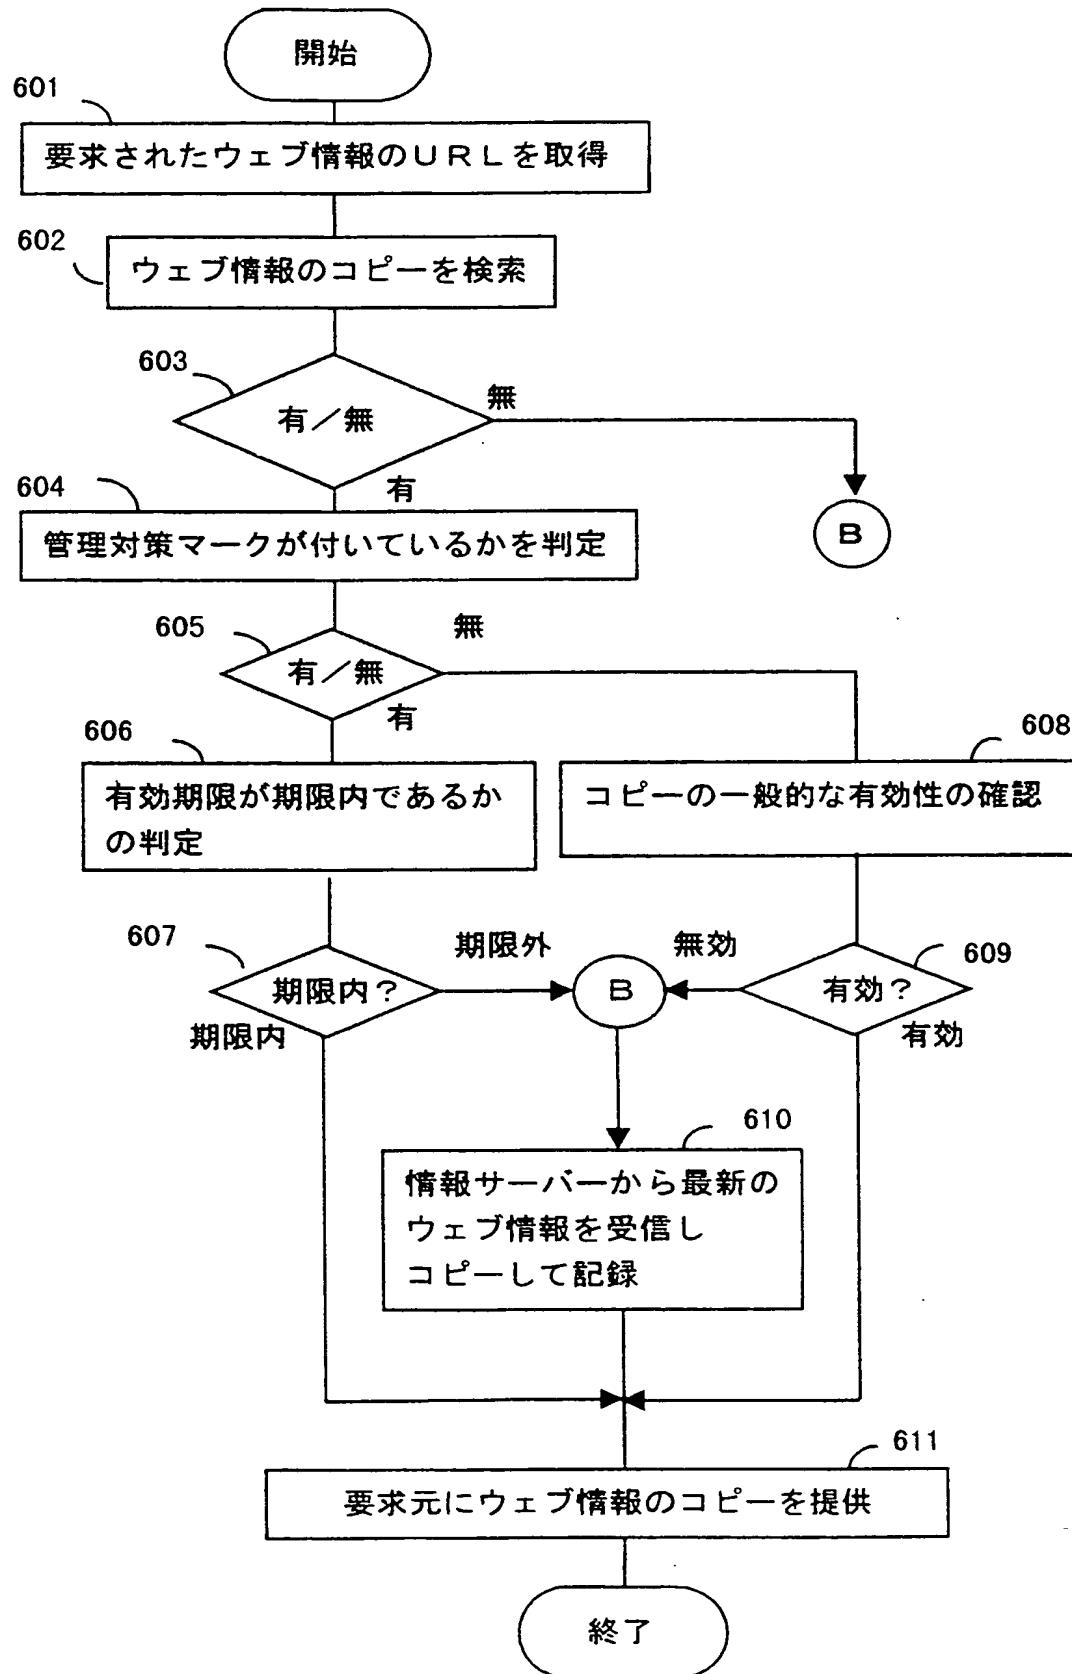 開始
601
要求されたウェブ情報のURLを取得
602
ウェブ情報のコピーを検索
603
有／無
無
有
B
604
管理対策マークが付いているかを判定
605
有／無
無
有
606
有効期限が期限内であるか
の判定
608
コピーの一般的な有効性の確認
607
期限内？
期限外
期限内
B
無効
609
有効？
有効
610
情報サーバーから最新の
ウェブ情報を受信し
コピーして記録
611
要求元にウェブ情報のコピーを提供
終了